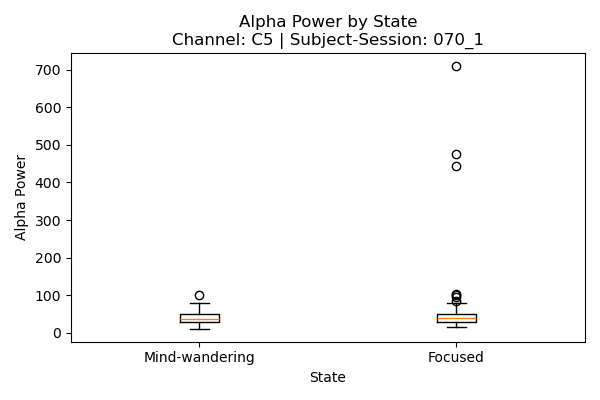 Alpha Power by State
Channel: C5 | Subject-Session: 070_1
700
600
500
400
300
200
100
0
Alpha Power
Mind-wandering
Focused
State